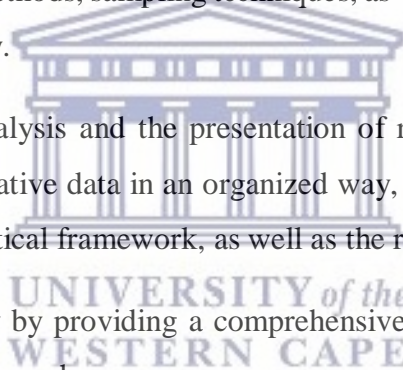 thods, sampling techniques, as
y.
alysis and the presentation of r
ative data in an organized way,
tical framework, as well as the r
UNIVERSITY of the
y by providing a comprehensive
WESTERN CAPE